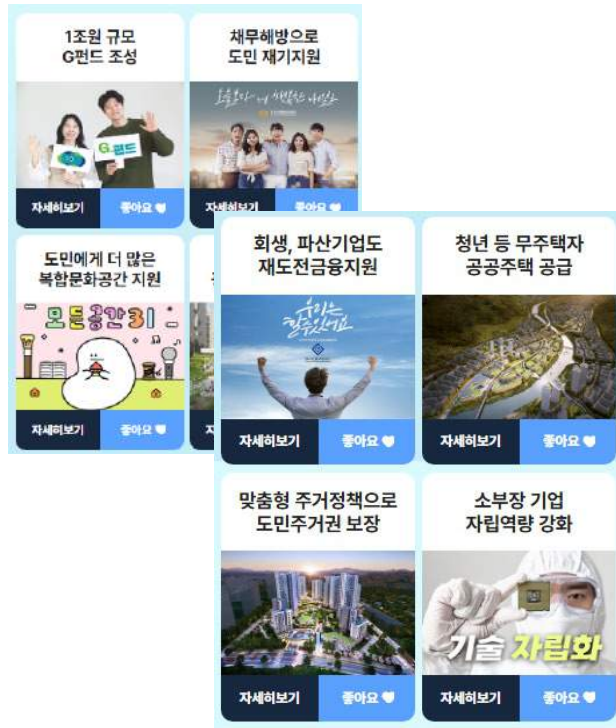 1조원 규모
G펀드 조성
G.펀드
자세히보기
좋아요
채무해방으로
도민 재기지원
자세히보기
좋아요
도민에게 더 많은
복합문화공간 지원
모든공간31
자세히보기
좋아요
회생, 파산기업도
재도전금융지원
우리는
할수있어요
자세히보기
좋아요
청년 등 무주택자
공공주택 공급
자세히보기
좋아요
맞춤형 주거정책으로
도민주거권 보장
자세히보기
좋아요
소부장 기업
자립역량 강화
기술 자립화
자세히보기
좋아요